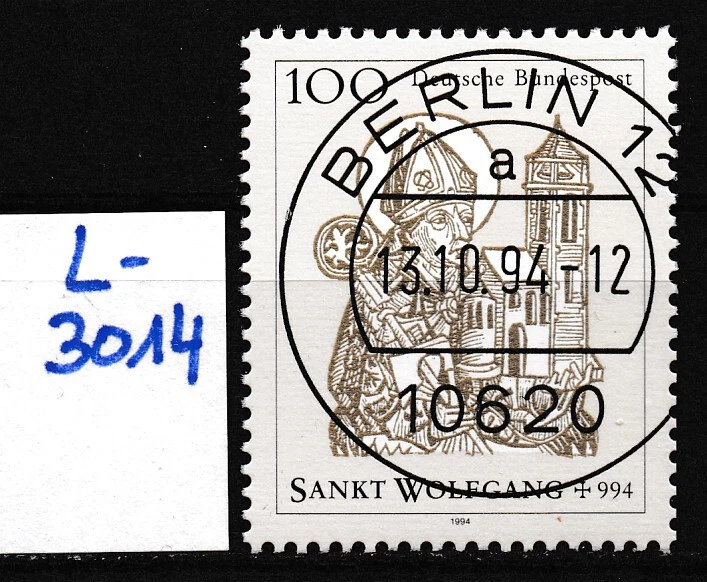 L-
3014
100 Deutsche Bundespost
BERLIN 12
a
13.10.94-12
10620
SANKT WOLFGANG + 994
1994